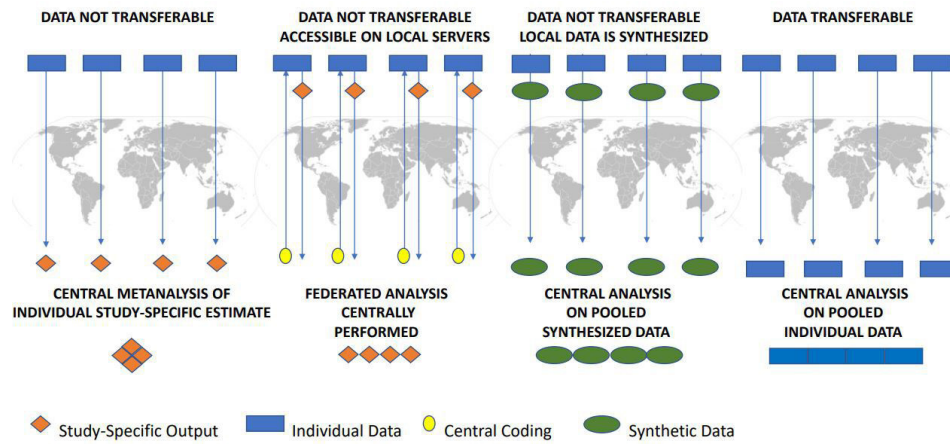 DATA NOT TRANSFERABLE
DATA NOT TRANSFERABLE
ACCESSIBLE ON LOCAL SERVERS
DATA NOT TRANSFERABLE
LOCAL DATA IS SYNTHESIZED
DATA TRANSFERABLE
CENTRAL METANALYSIS OF
INDIVIDUAL STUDY-SPECIFIC ESTIMATE
FEDERATED ANALYSIS
CENTRALLY
PERFORMED
CENTRAL ANALYSIS
ON POOLED
SYNTHESIZED DATA
CENTRAL ANALYSIS
ON POOLED
INDIVIDUAL DATA
Study-Specific Output
Individual Data
Central Coding
Synthetic Data